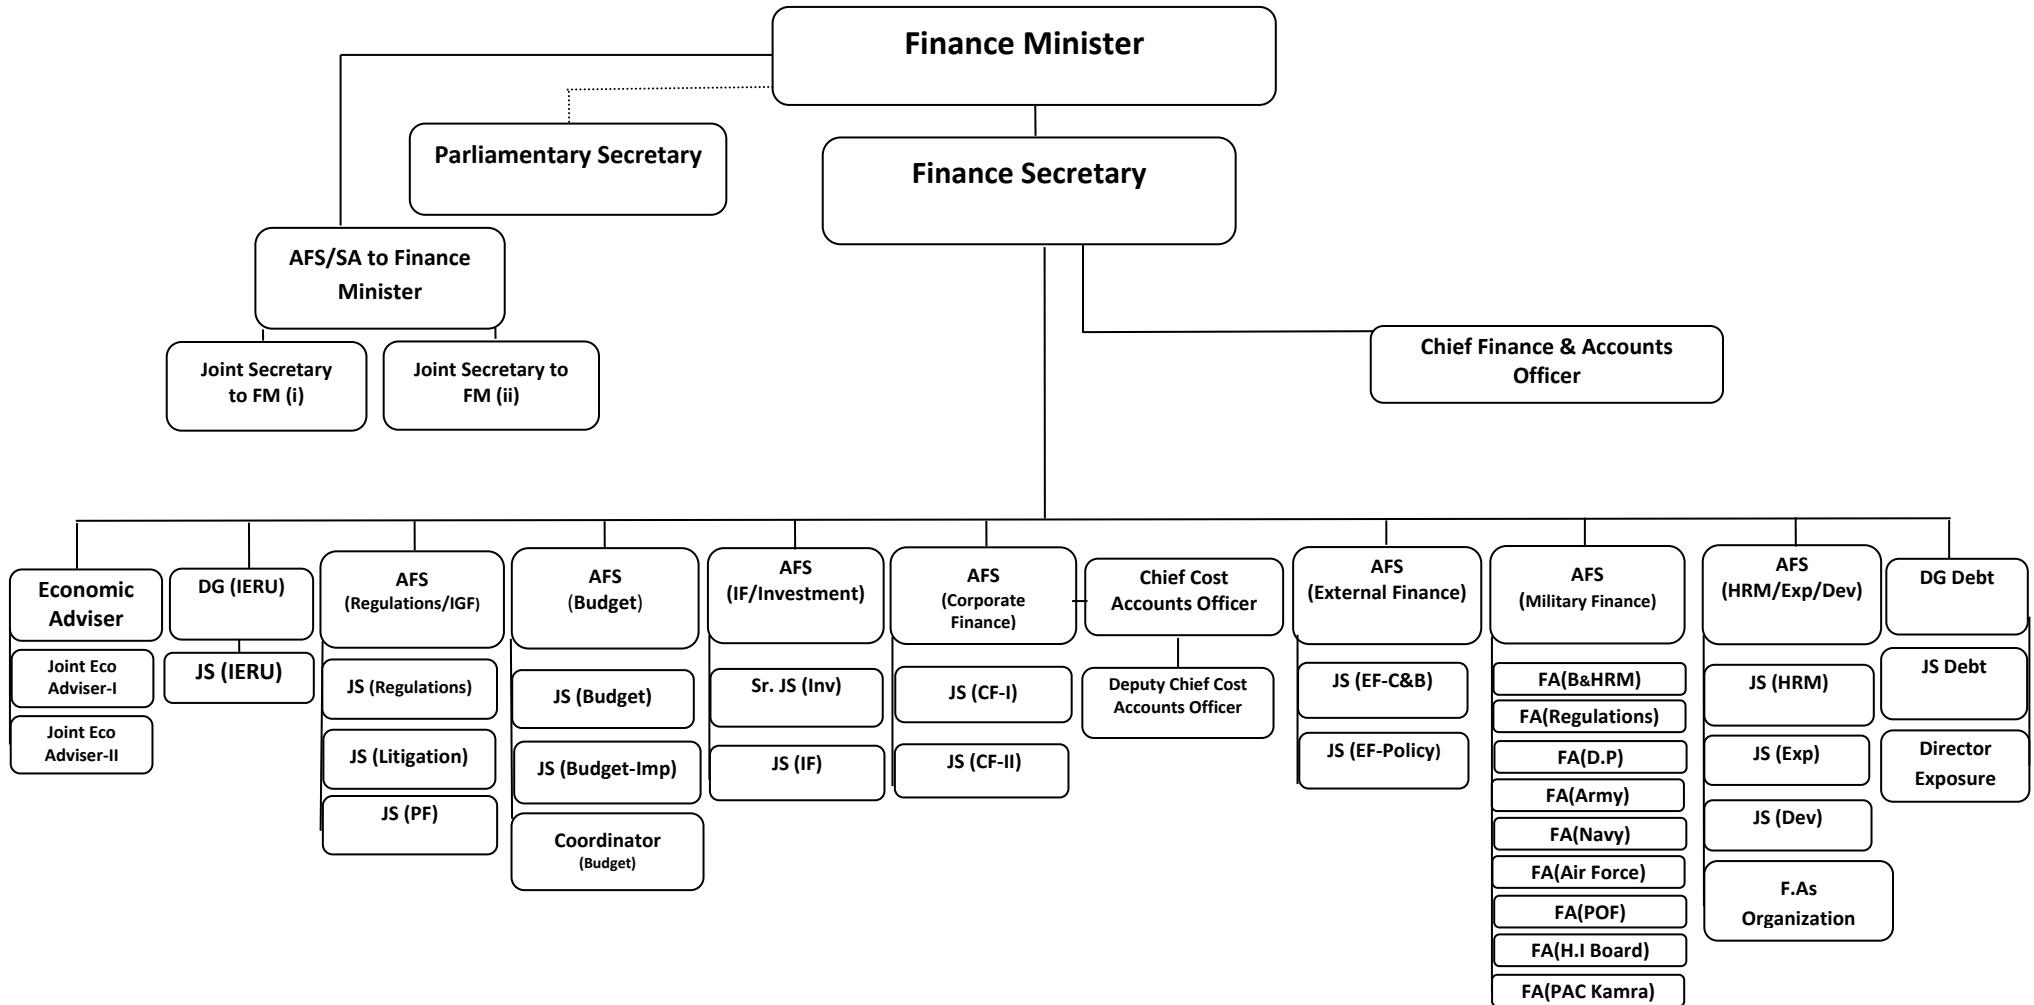 Finance Minister
Parliamentary Secretary
Finance Secretary
AFS/SA to Finance
Minister
Joint Secretary
to FM (i)
Joint Secretary to
FM (ii)
Chief Finance & Accounts
Officer
Economic
Adviser
Joint Eco
Adviser-I
Joint Eco
Adviser-II
DG (IERU)
JS (IERU)
AFS
(Regulations/IGF)
JS (Regulations)
JS (Litigation)
JS (PF)
AFS
(Budget)
JS (Budget)
JS (Budget-Imp)
Coordinator
(Budget)
AFS
(IF/Investment)
Sr. JS (Inv)
JS (IF)
AFS
(Corporate
Finance)
JS (CF-I)
JS (CF-II)
Chief Cost
Accounts Officer
Deputy Chief Cost
Accounts Officer
AFS
(External Finance)
JS (EF-C&B)
JS (EF-Policy)
AFS
(Military Finance)
FA(B&HRM)
FA(Regulations)
FA(D.P)
FA(Army)
FA(Navy)
FA(Air Force)
FA(POF)
FA(H.I Board)
FA(PAC Kamra)
AFS
(HRM/Exp/Dev)
JS (HRM)
JS (Exp)
JS (Dev)
F.As
Organization
DG Debt
JS Debt
Director
Exposure